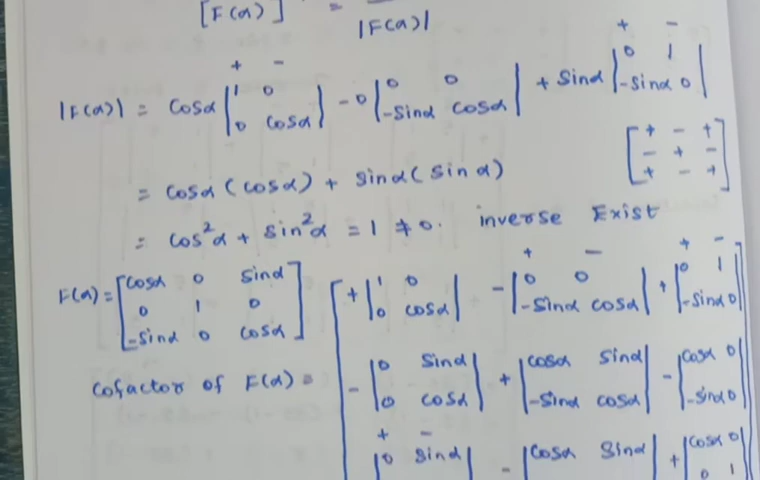 [F(α)] =
|F(α)|
+ - + -
|F(α)| = cosα |1 0 0 cosα| - 0 |0 0 -sinα cosα| + sinα |0 1 -sinα 0|
= cosα (cosα) + sinα (sinα) [+ - + - + - + - +]
= cos²α + sin²α = 1 ≠ 0. inverse Exist
F(α) = [cosα 0 sinα 0 1 0 -sinα 0 cosα]
+ - + -
[+ |1 0 0 cosα| - |0 0 -sinα cosα| + |0 1 -sinα 0|]
cofactor of F(α) = - |0 sinα 0 cosα| + |cosα sinα -sinα cosα| - |cosα 0 -sinα 0|
+ -
|0 sinα - |cosα sinα| + |cosα 0 0 1